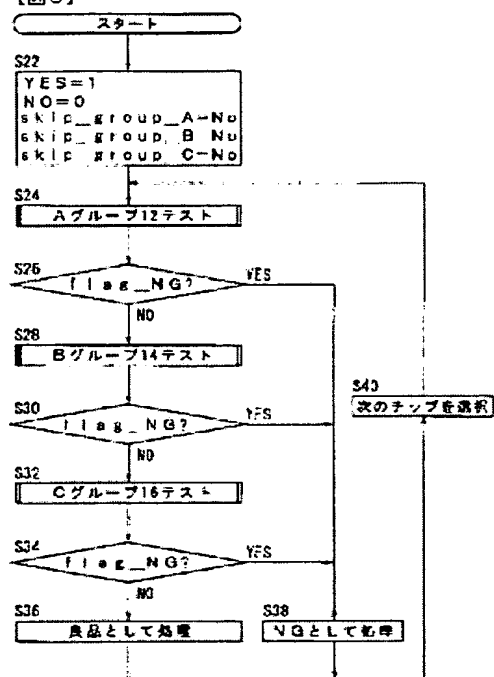 スタート
S22
YES=1
NO=0
skip_group_A=No
skip_group_B No
skip_group C=No
S24
Aグループ12テスト
S26
flag_NG?
YES
NO
S28
Bグループ14テスト
S30
flag_NG?
YES
NO
S40
次のチップを選択
S32
Cグループ16テスト
S34
flag_NG?
YES
NO
S36
良品として処理
S38
NGとして処理